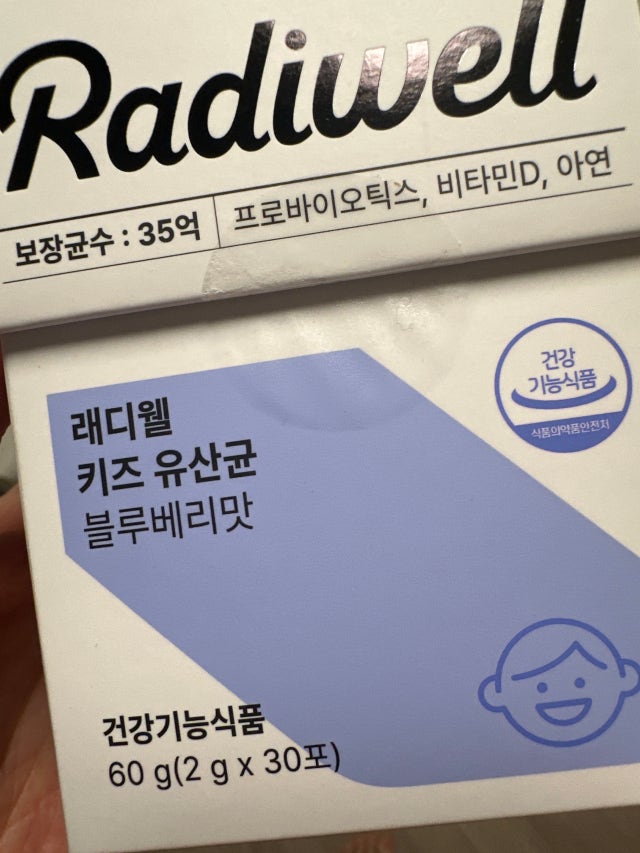 Radiwell
보장균수 : 35억
프로바이오틱스, 비타민D, 아연
건강
기능식품
식품의약품안전처
래디웰
키즈 유산균
블루베리맛
건강기능식품
60 g(2 g x 30포)